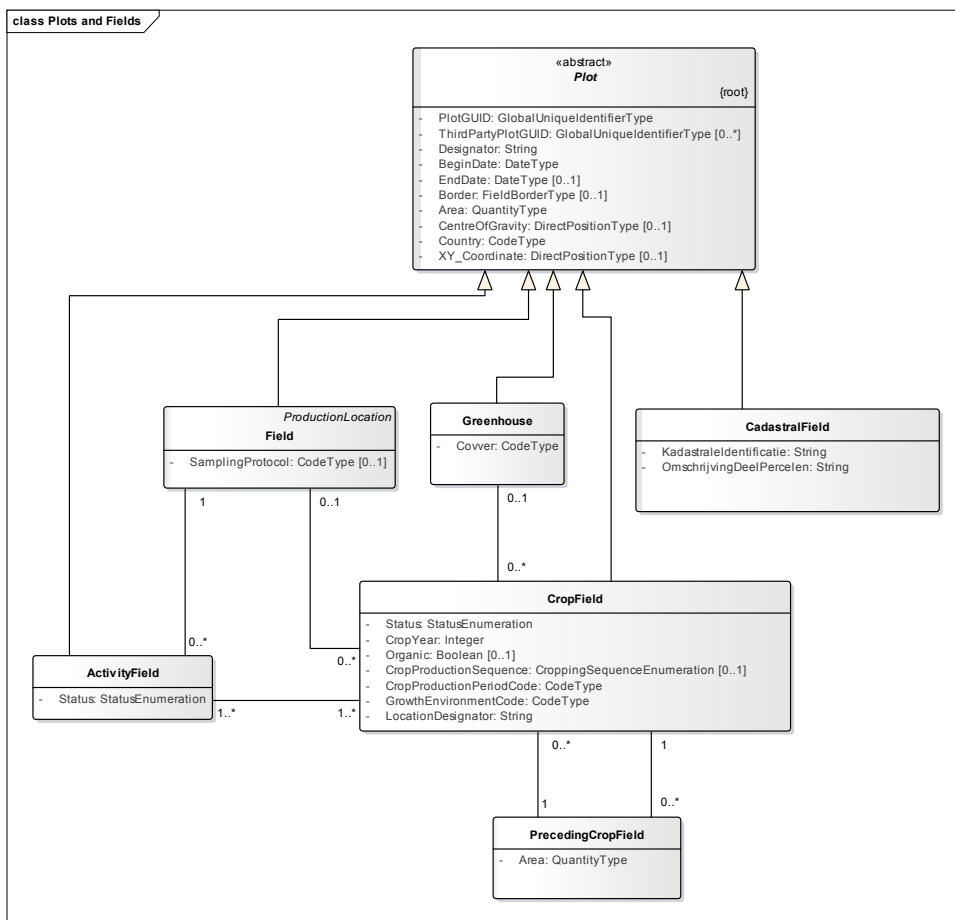 class Plots and Fields
«abstract»
Plot
{root}
- PlotGUID: GlobalUniqueIdentifierType
- ThirdPartyPlotGUID: GlobalUniqueIdentifierType [0..*]
- Designator: String
- BeginDate: DateType
- EndDate: DateType [0..1]
- Border: FieldBorderType [0..1]
- Area: QuantityType
- CentreOfGravity: DirectPositionType [0..1]
- Country: CodeType
- XY_Coordinate: DirectPositionType [0..1]
ProductionLocation
Field
- SamplingProtocol: CodeType [0..1]
Greenhouse
- Covver: CodeType
CadastralField
- KadastraleIdentificatie: String
- OmschrijvingDeelPercelen: String
1
0..1
0..1
0..*
0..*
0..*
CropField
- Status: StatusEnumeration
- CropYear: Integer
- Organic: Boolean [0..1]
- CropProductionSequence: CroppingSequenceEnumeration [0..1]
- CropProductionPeriodCode: CodeType
- GrowthEnvironmentCode: CodeType
- LocationDesignator: String
ActivityField
- Status: StatusEnumeration
1..*
1..*
0..*
1
1
0..*
PrecedingCropField
- Area: QuantityType